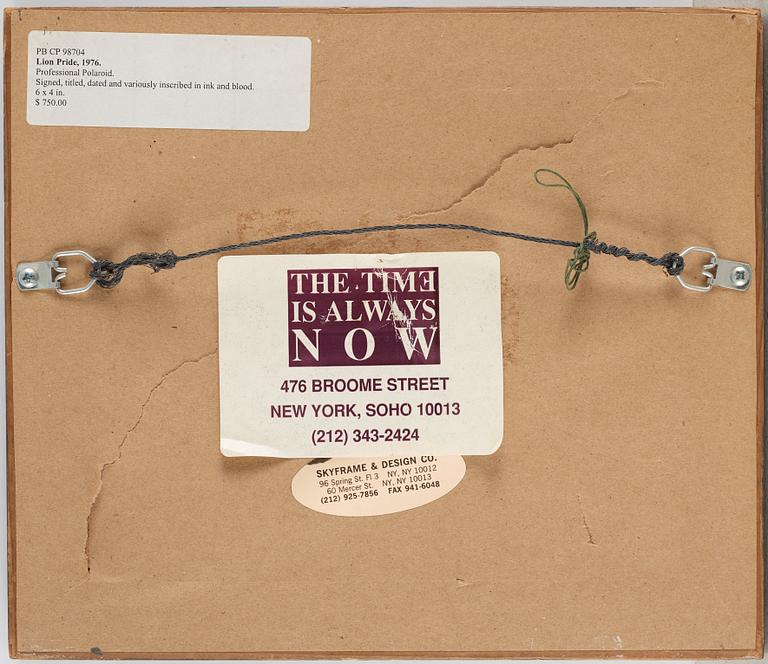 PB CP 98704
Lion Pride, 1976.
Professional Polaroid.
Signed, titled, dated and variously inscribed in ink and blood.
6 x 4 in.
$ 750.00
THE TIMƎ
IS ALWAYS
NOW
476 BROOME STREET
NEW YORK, SOHO 10013
(212) 343-2424
SKYFRAME & DESIGN CO.
96 Spring St. Fl 3 NY, NY 10012
60 Mercer St. NY, NY 10013
(212) 925-7856 FAX 941-6048